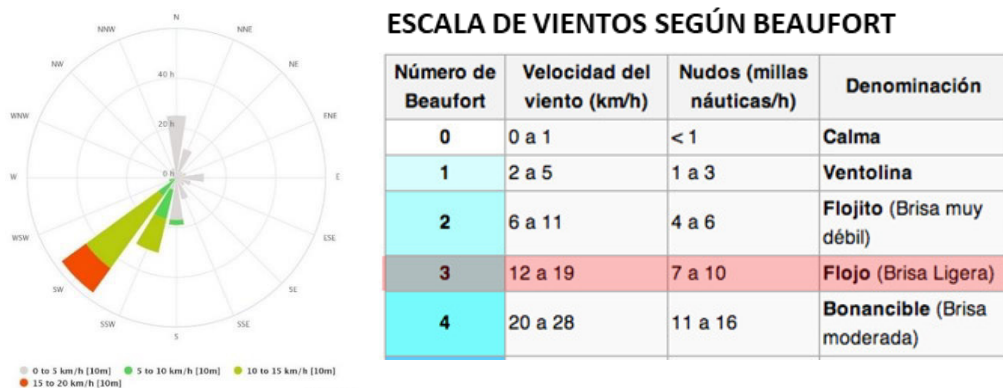 N
NNW
NNE
NW
NE
WNW
ENE
W
E
WSW
ESE
SW
SE
SSW
SSE
S
40 h
20 h
0 h
0 to 5 km/h [10m]
5 to 10 km/h [10m]
10 to 15 km/h [10m]
15 to 20 km/h [10m]
ESCALA DE VIENTOS SEGÚN BEAUFORT
Número de Beaufort
Velocidad del viento (km/h)
Nudos (millas náuticas/h)
Denominación
0
0 a 1
< 1
Calma
1
2 a 5
1 a 3
Ventolina
2
6 a 11
4 a 6
Flojito (Brisa muy débil)
3
12 a 19
7 a 10
Flojo (Brisa Ligera)
4
20 a 28
11 a 16
Bonancible (Brisa moderada)